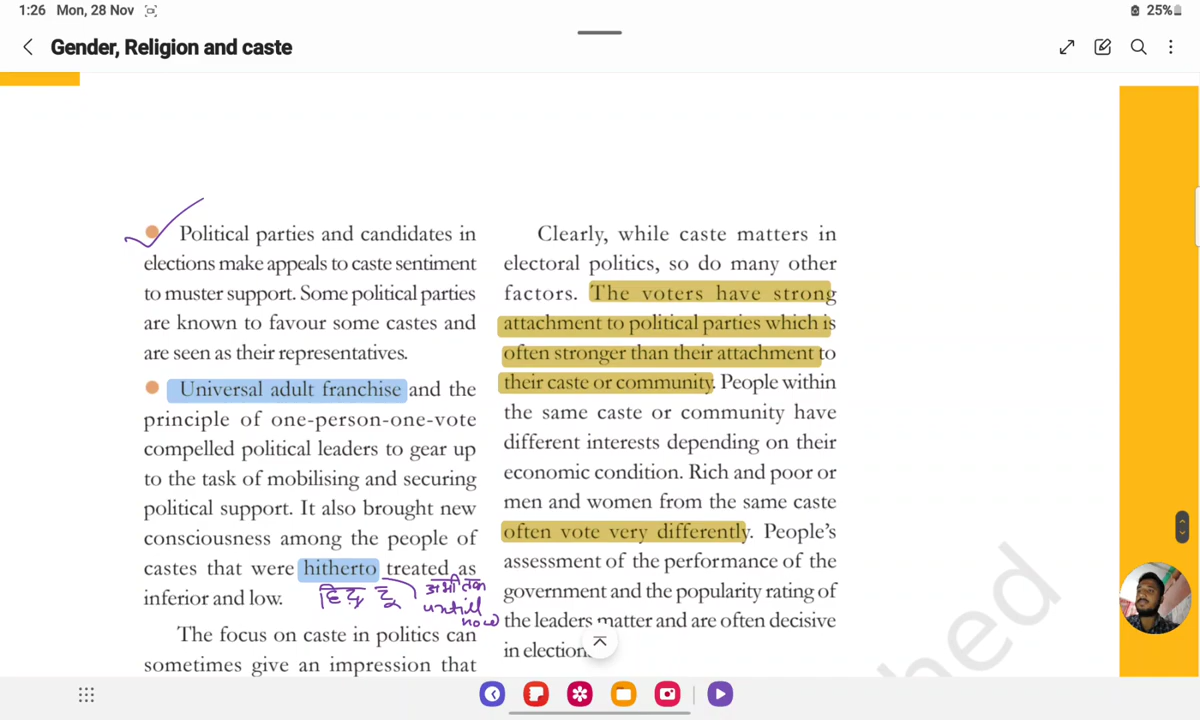 1:26 Mon, 28 Nov
25%
Gender, Religion and caste
Political parties and candidates in
elections make appeals to caste sentiment
to muster support. Some political parties
are known to favour some castes and
are seen as their representatives.
Universal adult franchise and the
principle of one-person-one-vote
compelled political leaders to gear up
to the task of mobilising and securing
political support. It also brought new
consciousness among the people of
castes that were hitherto treated as
inferior and low.
अभी तक
untill
now
The focus on caste in politics can
sometimes give an impression that
Clearly, while caste matters in
electoral politics, so do many other
factors. The voters have strong
attachment to political parties which is
often stronger than their attachment to
their caste or community. People within
the same caste or community have
different interests depending on their
economic condition. Rich and poor or
men and women from the same caste
often vote very differently. People's
assessment of the performance of the
government and the popularity rating of
the leaders matter and are often decisive
in election
hed